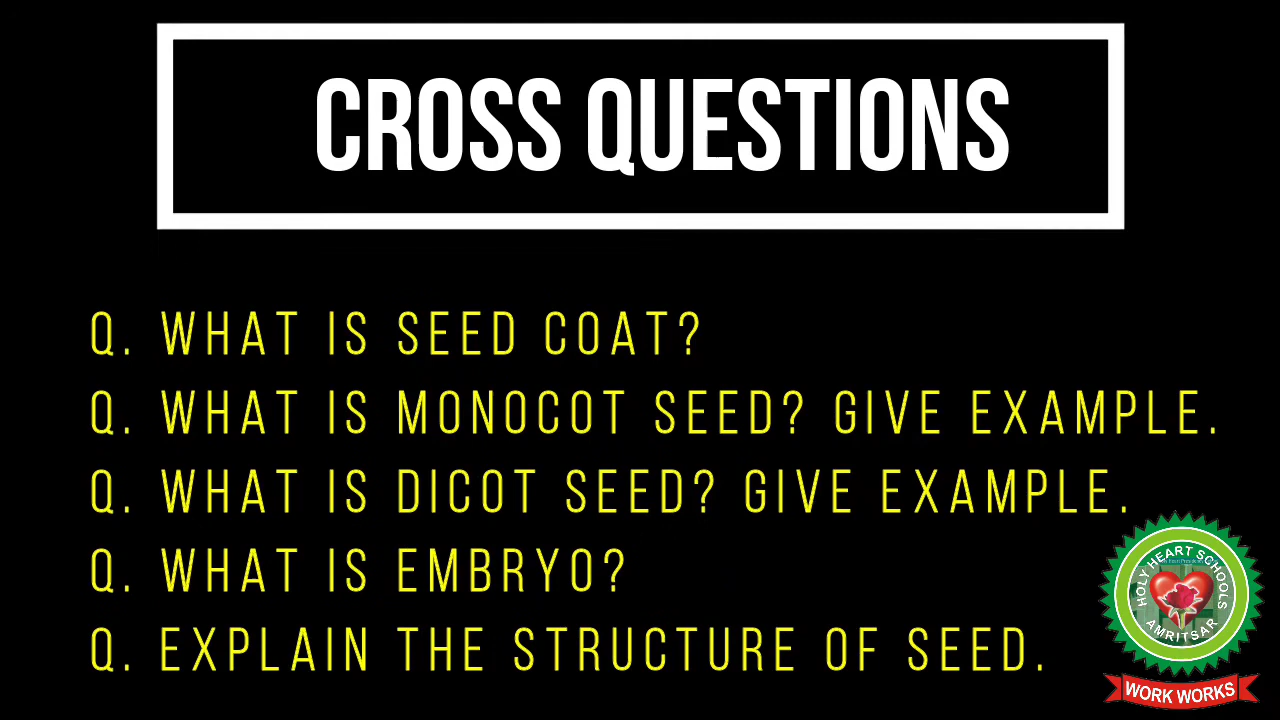 CROSS QUESTIONS
Q. WHAT IS SEED COAT?
Q. WHAT IS MONOCOT SEED? GIVE EXAMPLE.
Q. WHAT IS DICOT SEED? GIVE EXAMPLE.
Q. WHAT IS EMBRYO?
Q. EXPLAIN THE STRUCTURE OF SEED.
HOLY HEART SCHOOLS
AMRITSAR
WORK WORKS